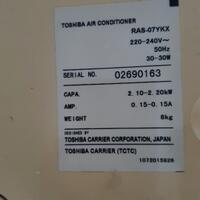 TOSHIBA AIR CONDITIONER
RAS-07YKX
220-240V~
50Hz
30-30W
SERIAL NO. 02690163
CAPA. 2.10-2.20kW
AMP. 0.15-0.15A
WEIGHT 8kg
DESIGNED BY
TOSHIBA CARRIER CORPORATION, JAPAN
TOSHIBA CARRIER (TCTC)